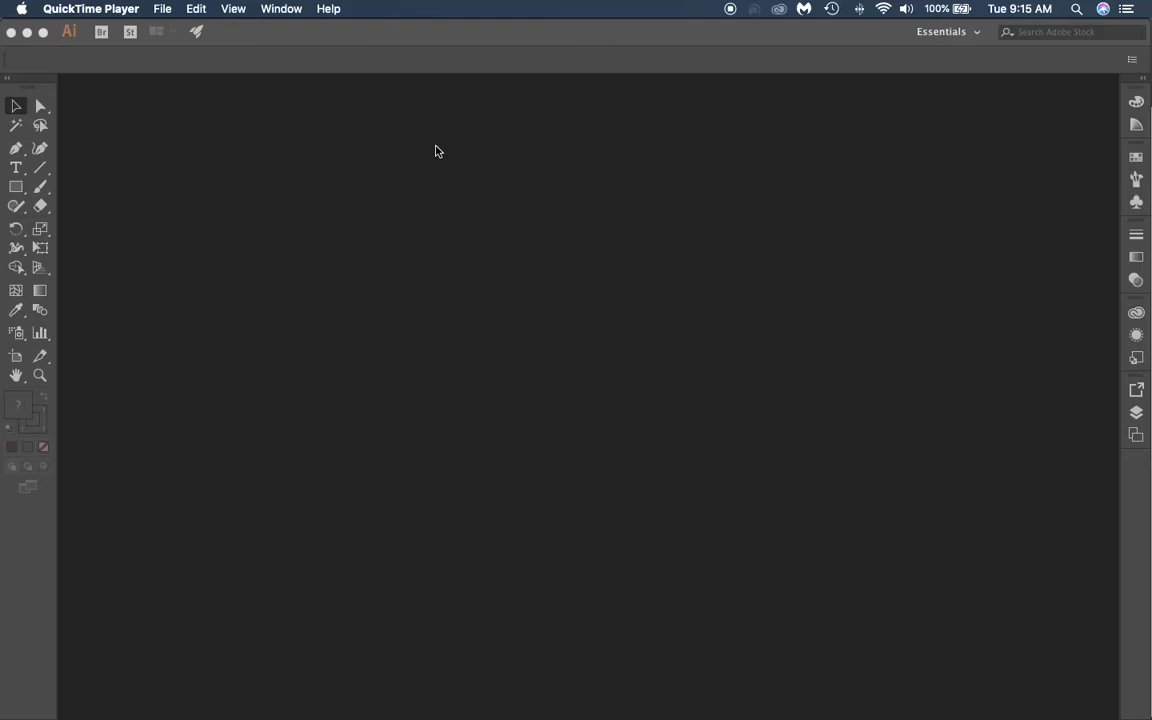 QuickTime Player File Edit View Window Help 100% Tue 9:15 AM
Ai Br St Essentials Search Adobe Stock
T
?